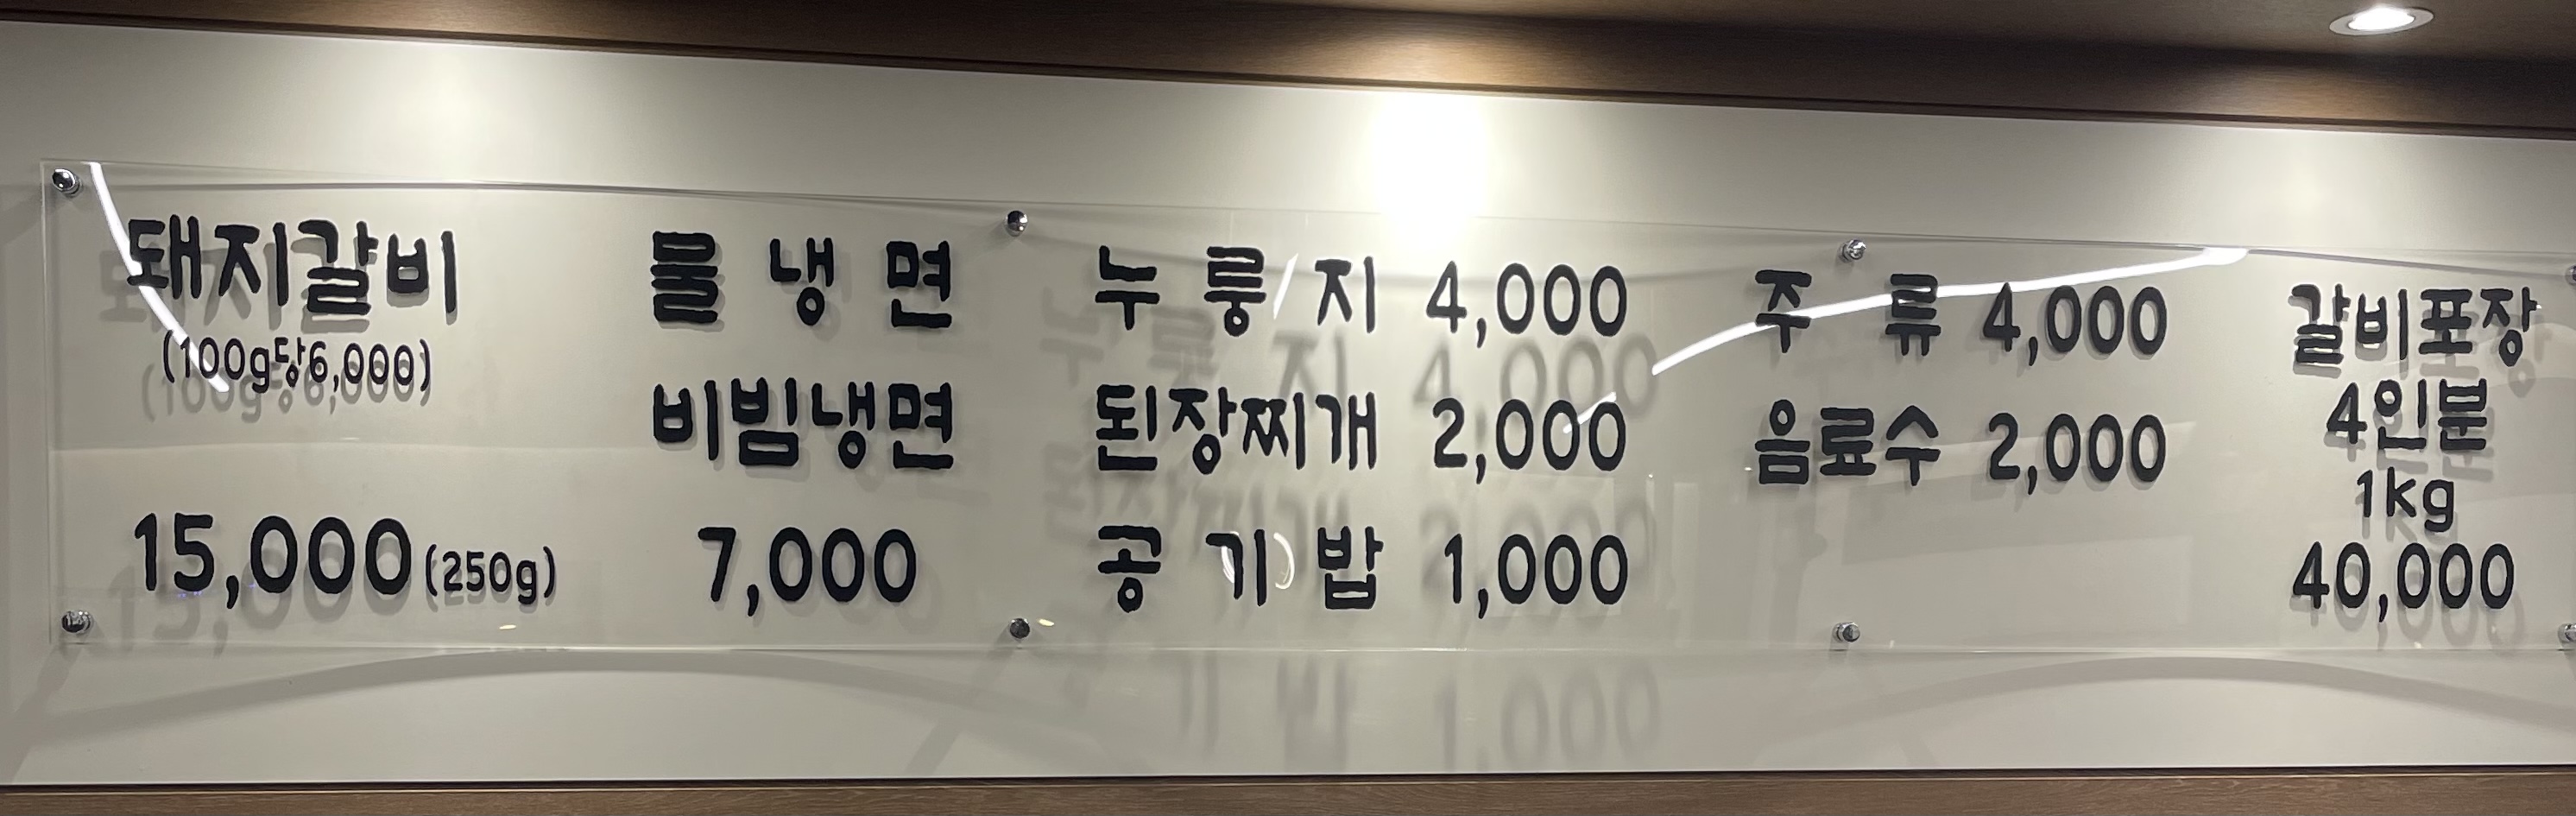 돼지갈비
(100g당6,000)
15,000(250g)
물 냉 면
비빔냉면
7,000
누 룽 지 4,000
된장찌개 2,000
공 기 밥 1,000
주 류 4,000
음료수 2,000
갈비포장
4인분
1kg
40,000